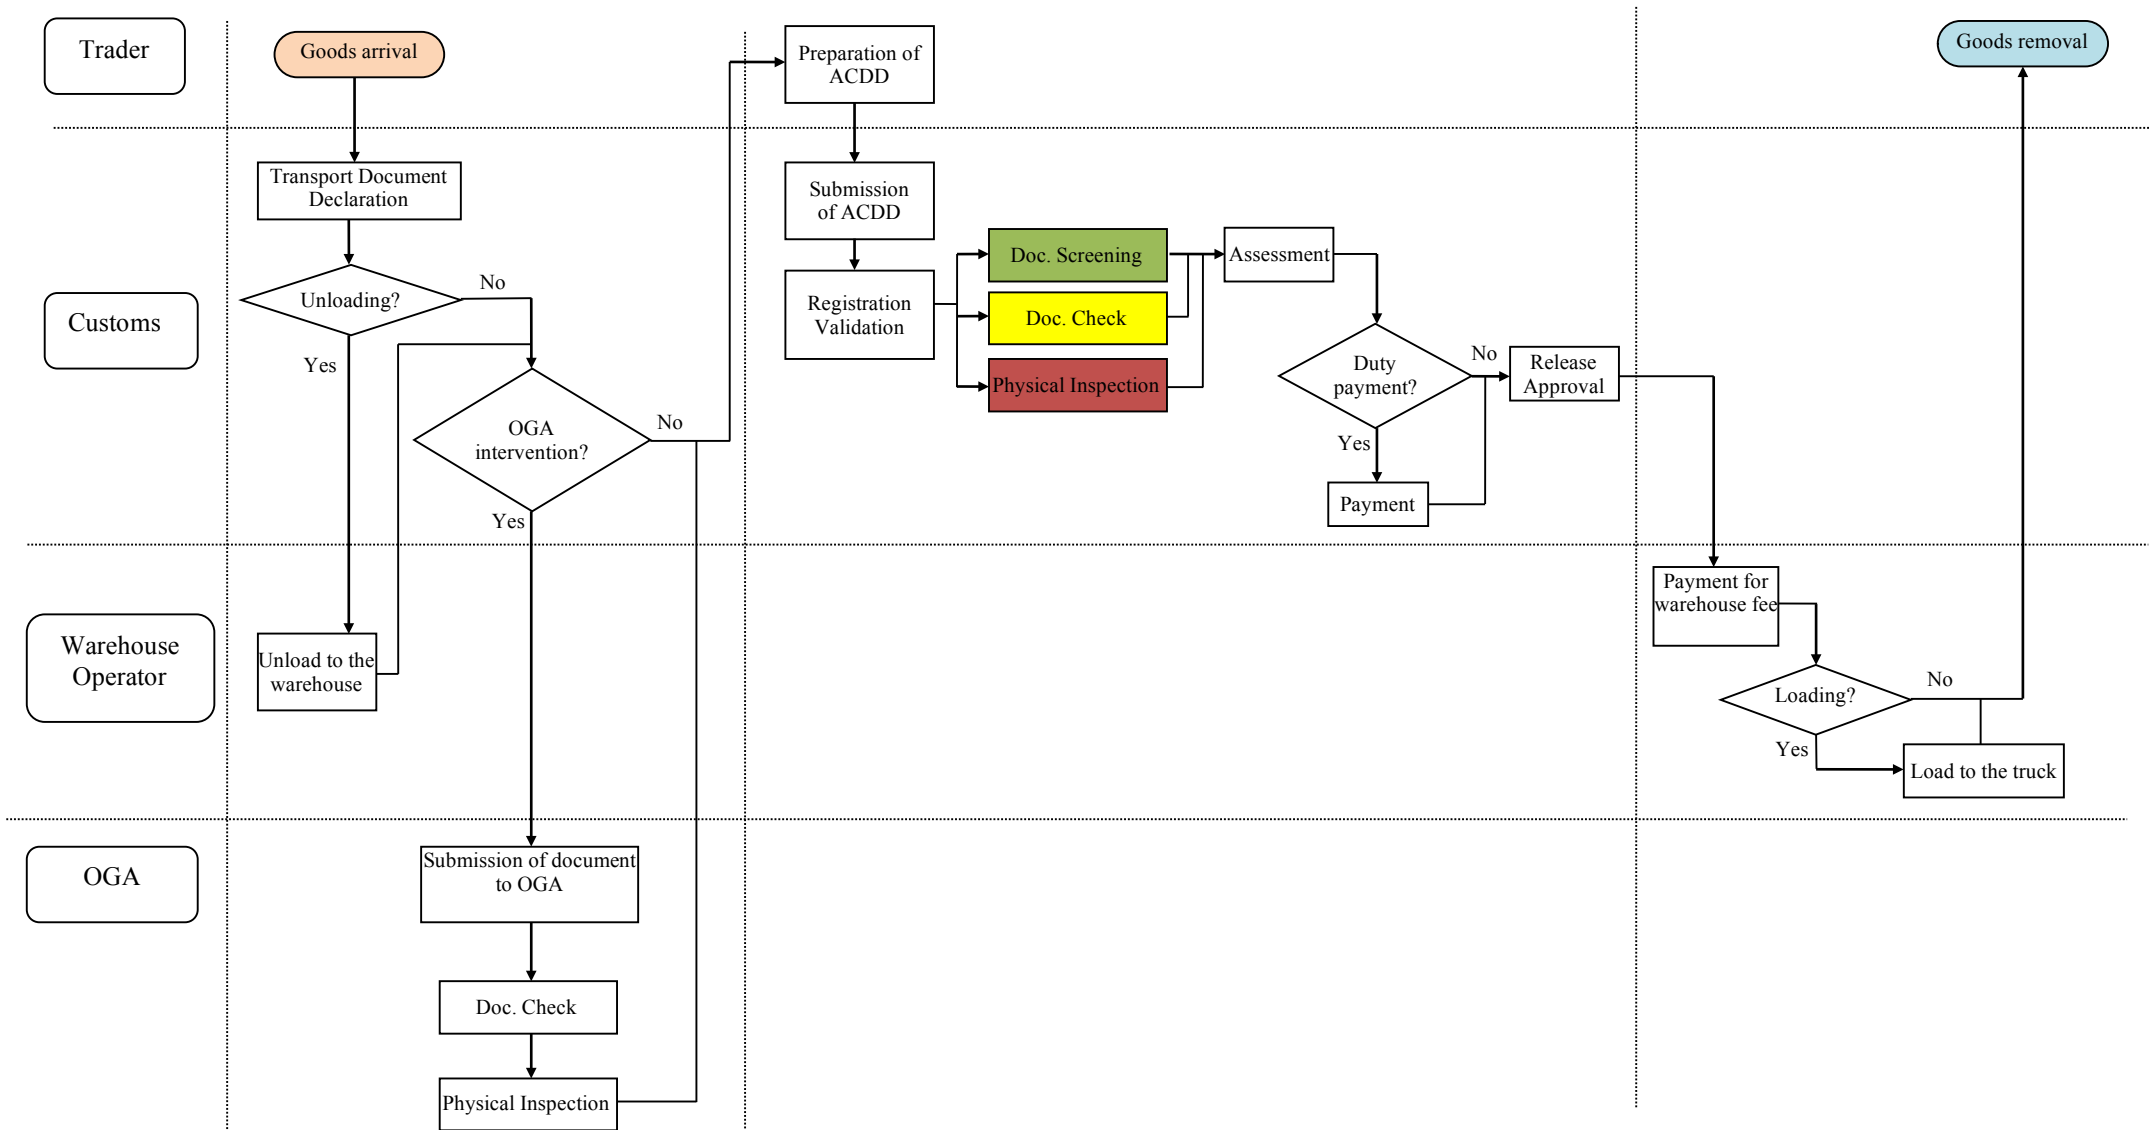 Trader
Goods arrival
Preparation of
ACDD
Goods removal
Transport Document
Declaration
Submission
of ACDD
Customs
Unloading?
No
Yes
Registration
Validation
Doc. Screening
Doc. Check
Physical Inspection
Assessment
Duty
payment?
No
Yes
Release
Approval
Payment
OGA
intervention?
No
Yes
Warehouse
Operator
Unload to the
warehouse
Payment for
warehouse fee
Loading?
No
Yes
Load to the truck
OGA
Submission of document
to OGA
Doc. Check
Physical Inspection